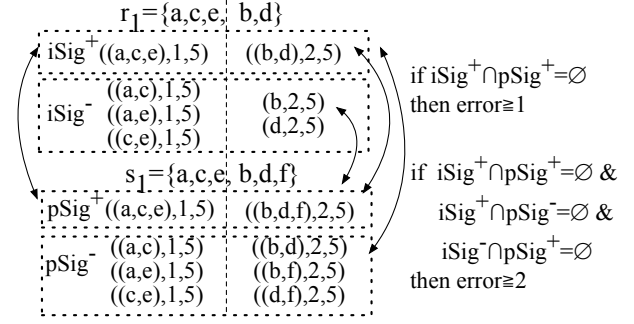 r1={a,c,e, b,d}
iSig+ ((a,c,e),1,5) ((b,d),2,5)
iSig- ((a,c),1,5) (b,2,5)
((a,e),1,5) (d,2,5)
((c,e),1,5)
s1={a,c,e, b,d,f}
pSig+ ((a,c,e),1,5) ((b,d,f),2,5)
pSig- ((a,c),1,5) ((b,d),2,5)
((a,e),1,5) ((b,f),2,5)
((c,e),1,5) ((d,f),2,5)
if iSig+∩pSig+=∅
then error≧1
if iSig+∩pSig+=∅ &
iSig+∩pSig-=∅ &
iSig-∩pSig+=∅
then error≧2